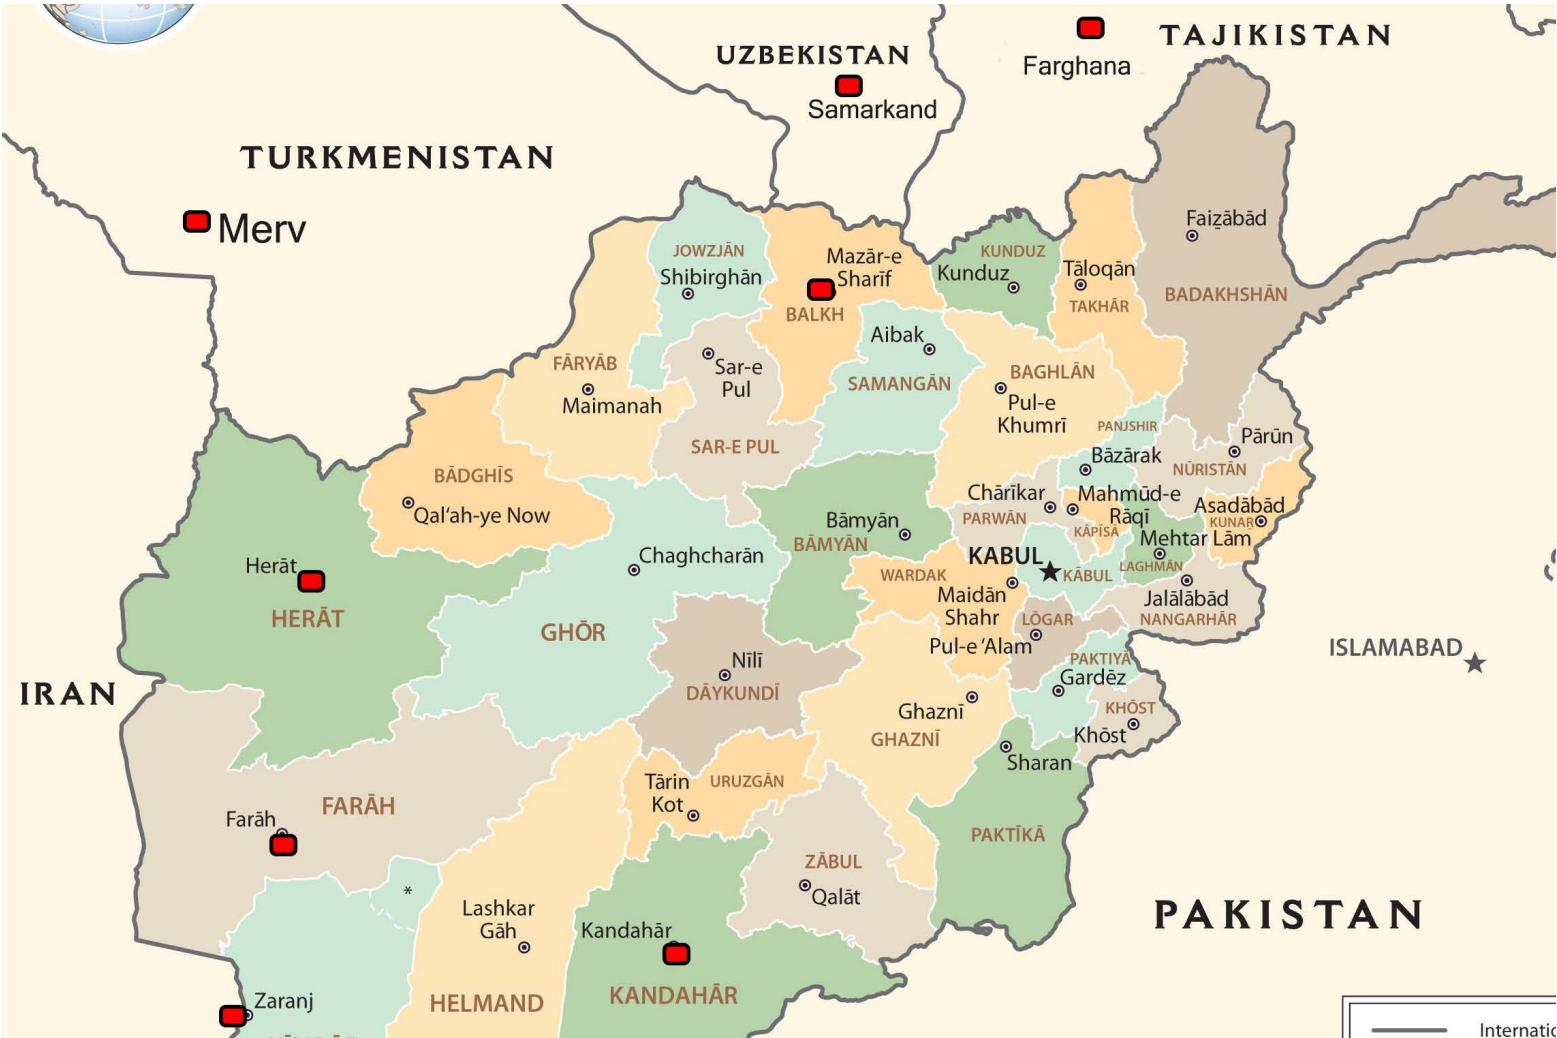 UZBEKISTAN
TAJIKISTAN
Farghana
Samarkand
TURKMENISTAN
Merv
Faiẕābād
JOWZJĀN
Shibirghān
Mazār-e
Sharīf
BALKH
KUNDUZ
Kunduz
Tāloqān
TAKHĀR
BADAKHSHĀN
Aibak
SAMANGĀN
FĀRYĀB
Maimanah
Sar-e
Pul
SAR-E PUL
BAGHLĀN
Pul-e
Khumrī
PANJSHIR
Bāzārak
Pārūn
NŪRISTĀN
BĀDGHĪS
Qal‘ah-ye Now
Chārīkar
PARWĀN
Mahmūd-e
Rāqī
KĀPĪSĀ
Asadābād
KUNAR
Mehtar Lām
LAGHMĀN
Bāmyān
BĀMYĀN
Herāt
HERĀT
Chaghcharān
GHŌR
KABUL
KĀBUL
WARDAK
Maidān
Shahr
Jalālābād
NANGARHĀR
LŌGAR
Pul-e ‘Alam
PAKTIYĀ
Gardēz
ISLAMABAD
IRAN
Nīlī
DĀYKUNDĪ
Ghaznī
GHAZNĪ
KHŌST
Khōst
Sharan
Tārin
Kot
URUZGĀN
FARĀH
Farāh
PAKTĪKĀ
ZĀBUL
Qalāt
*
Lashkar
Gāh
HELMAND
Kandahār
KANDAHĀR
PAKISTAN
Zaranj